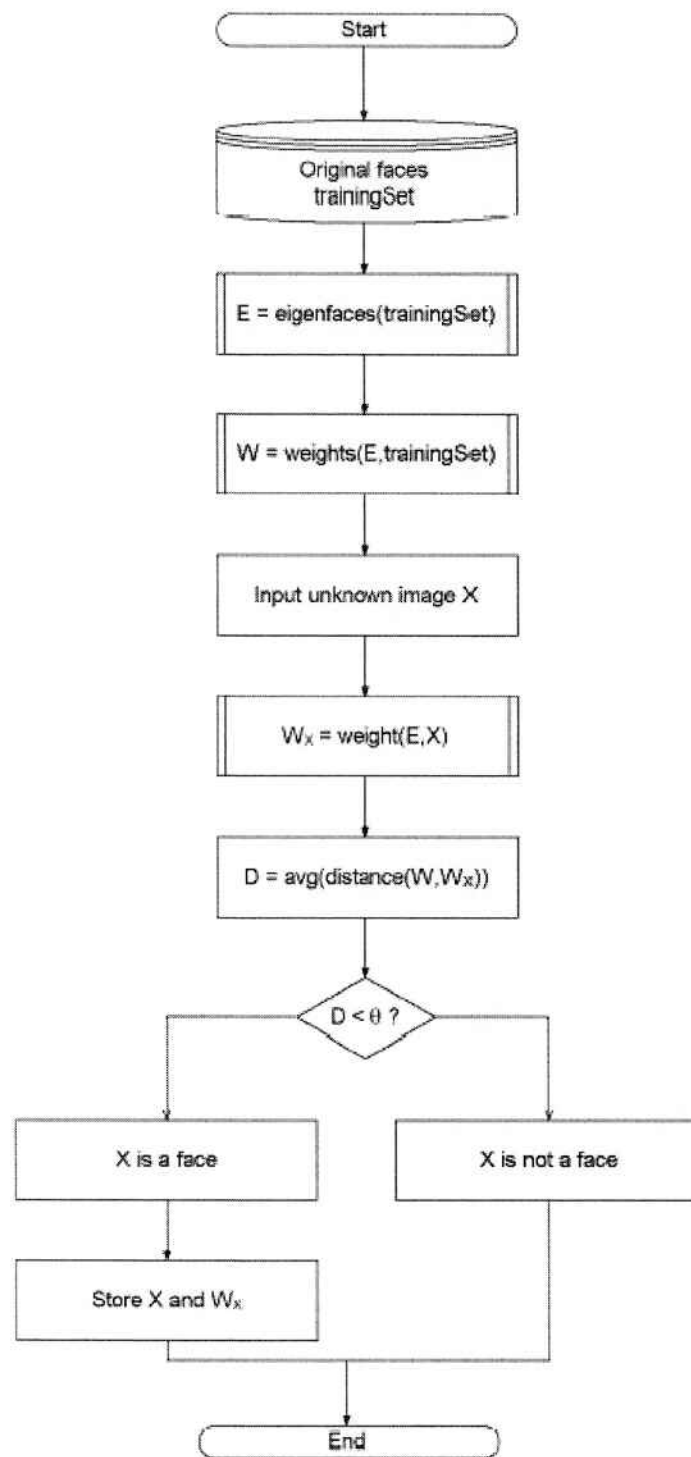 Start
Original faces
trainingSet
E = eigenfaces(trainingSet)
W = weights(E,trainingSet)
Input unknown image X
Wₓ = weight(E,X)
D = avg(distance(W,Wₓ))
D < θ ?
X is a face
X is not a face
Store X and Wₓ
End